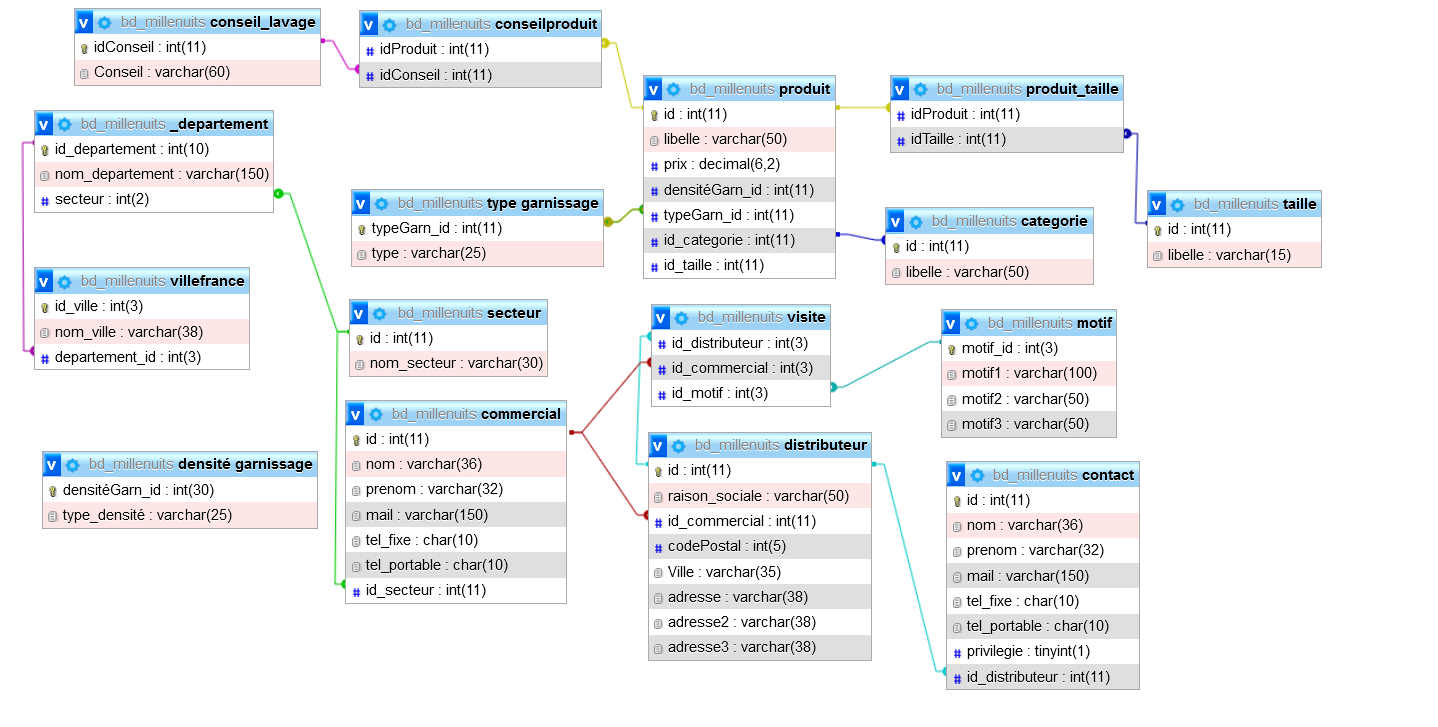 v bd_millenuits conseil_lavage
idConseil : int(11)
Conseil : varchar(60)
v bd_millenuits conseilproduit
# idProduit : int(11)
# idConseil : int(11)
v bd_millenuits produit
id : int(11)
libelle : varchar(50)
# prix : decimal(6,2)
# densitéGarn_id : int(11)
# typeGarn_id : int(11)
# id_categorie : int(11)
# id_taille : int(11)
v bd_millenuits produit_taille
# idProduit : int(11)
# idTaille : int(11)
v bd_millenuits _departement
id_departement : int(10)
nom_departement : varchar(150)
# secteur : int(2)
v bd_millenuits type garnissage
typeGarn_id : int(11)
type : varchar(25)
v bd_millenuits categorie
id : int(11)
libelle : varchar(50)
v bd_millenuits taille
id : int(11)
libelle : varchar(15)
v bd_millenuits villefrance
id_ville : int(3)
nom_ville : varchar(38)
# departement_id : int(3)
v bd_millenuits secteur
id : int(11)
nom_secteur : varchar(30)
v bd_millenuits visite
# id_distributeur : int(3)
# id_commercial : int(3)
# id_motif : int(3)
v bd_millenuits motif
motif_id : int(3)
motif1 : varchar(100)
motif2 : varchar(50)
motif3 : varchar(50)
v bd_millenuits commercial
id : int(11)
nom : varchar(36)
prenom : varchar(32)
mail : varchar(150)
tel_fixe : char(10)
tel_portable : char(10)
# id_secteur : int(11)
v bd_millenuits densité garnissage
densitéGarn_id : int(30)
type_densité : varchar(25)
v bd_millenuits distributeur
id : int(11)
raison_sociale : varchar(50)
# id_commercial : int(11)
# codePostal : int(5)
Ville : varchar(35)
adresse : varchar(38)
adresse2 : varchar(38)
adresse3 : varchar(38)
v bd_millenuits contact
id : int(11)
nom : varchar(36)
prenom : varchar(32)
mail : varchar(150)
tel_fixe : char(10)
tel_portable : char(10)
# privilegie : tinyint(1)
# id_distributeur : int(11)